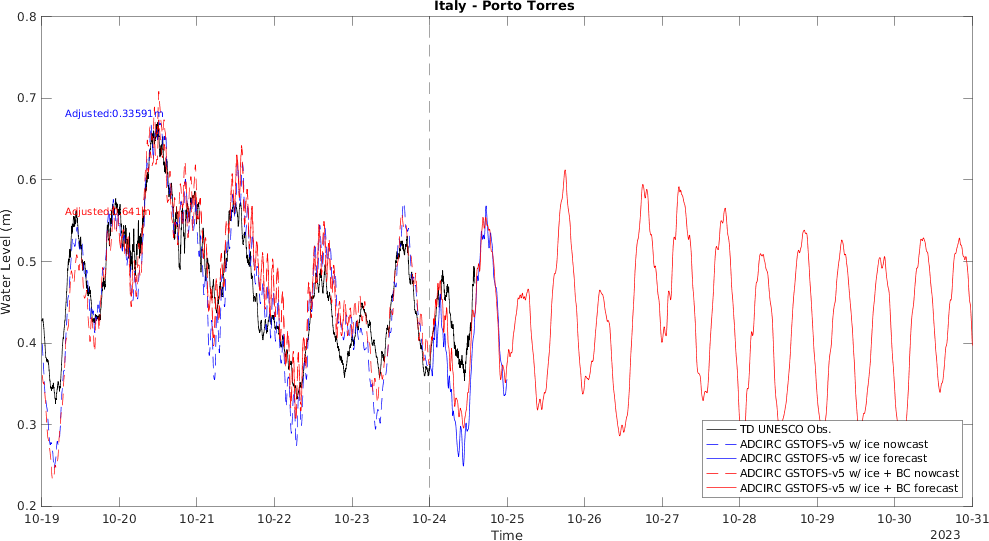 Italy - Porto Torres
Water Level (m)
0.8
0.7
0.6
0.5
0.4
0.3
0.2
Adjusted:0.33591m
TD UNESCO Obs.
ADCIRC GSTOFS-v5 w/ ice nowcast
ADCIRC GSTOFS-v5 w/ ice forecast
ADCIRC GSTOFS-v5 w/ ice + BC nowcast
ADCIRC GSTOFS-v5 w/ ice + BC forecast
10-19 10-20 10-21 10-22 10-23 10-24 10-25 10-26 10-27 10-28 10-29 10-30 10-31
Time
2023